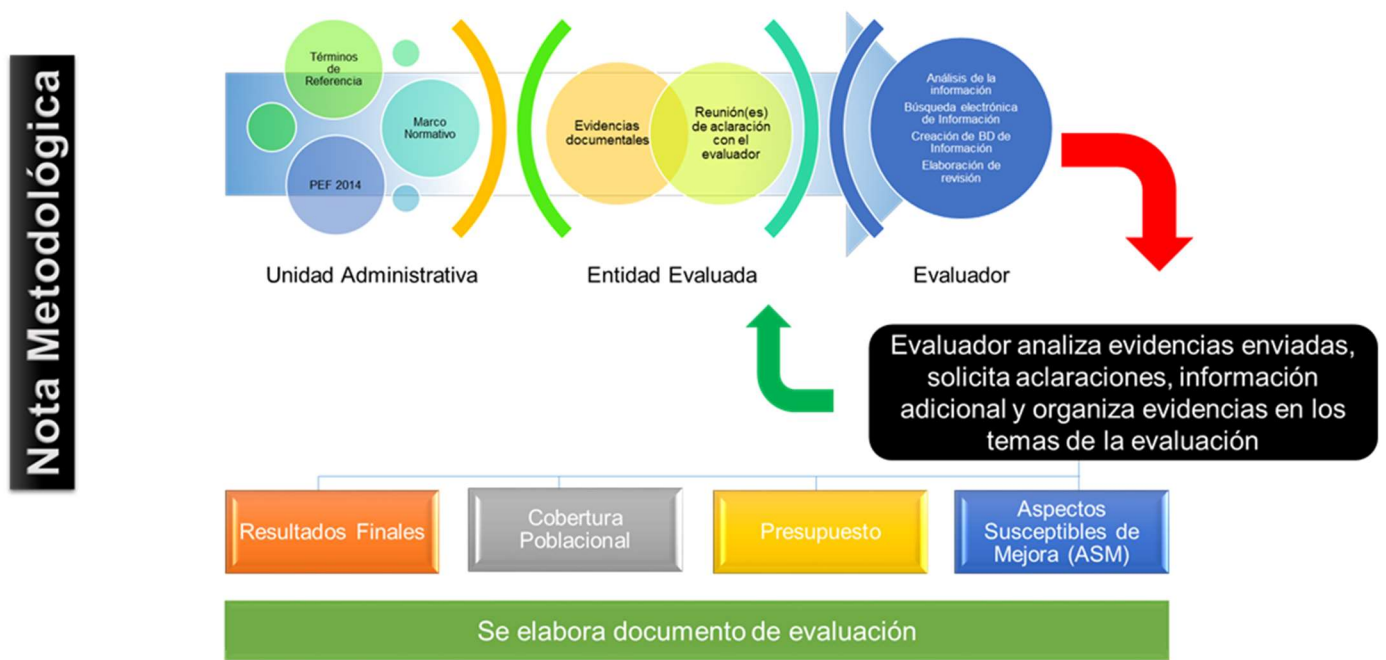 Nota Metodológica
Términos
de
Referencia
Marco
Normativo
PEF 2014
Evidencias
documentales
Reunión(es)
de aclaración
con el
evaluador
Análisis de la
información
Búsqueda electrónica
de Información
Creación de BD de
Información
Elaboración de
revisión
Unidad Administrativa
Entidad Evaluada
Evaluador
Evaluador analiza evidencias enviadas,
solicita aclaraciones, información
adicional y organiza evidencias en los
temas de la evaluación
Resultados Finales
Cobertura
Poblacional
Presupuesto
Aspectos
Susceptibles de
Mejora (ASM)
Se elabora documento de evaluación